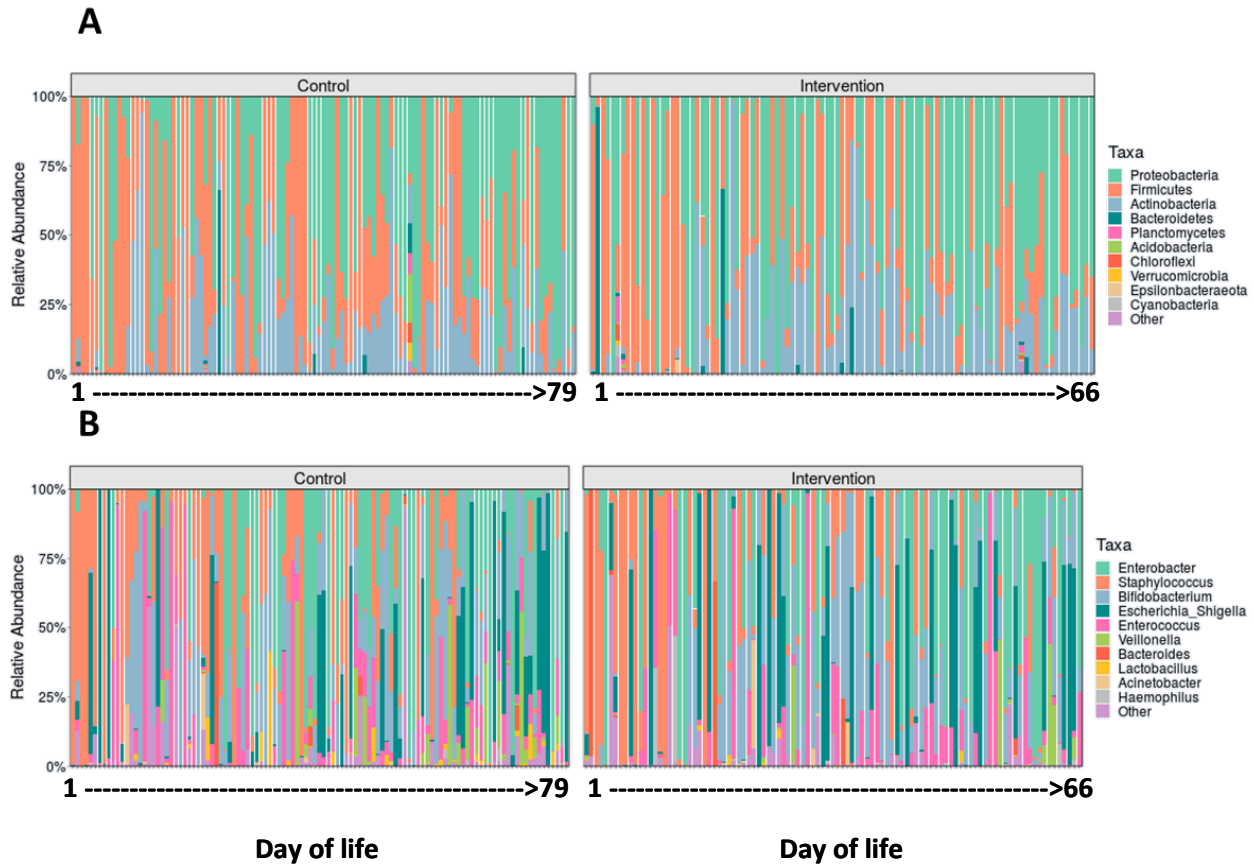 A
Control
Intervention
100%
75%
50%
25%
0%
Relative Abundance
Taxa
Proteobacteria
Firmicutes
Actinobacteria
Bacteroidetes
Planctomycetes
Acidobacteria
Chloroflexi
Verrucomicrobia
Epsilonbacteraeota
Cyanobacteria
Other
1 ------------------------------------------------->79
1 ------------------------------------------------->66
B
Control
Intervention
100%
75%
50%
25%
0%
Relative Abundance
Taxa
Enterobacter
Staphylococcus
Bifidobacterium
Escherichia_Shigella
Enterococcus
Veillonella
Bacteroides
Lactobacillus
Acinetobacter
Haemophilus
Other
1 ------------------------------------------------->79
1 ------------------------------------------------->66
Day of life
Day of life